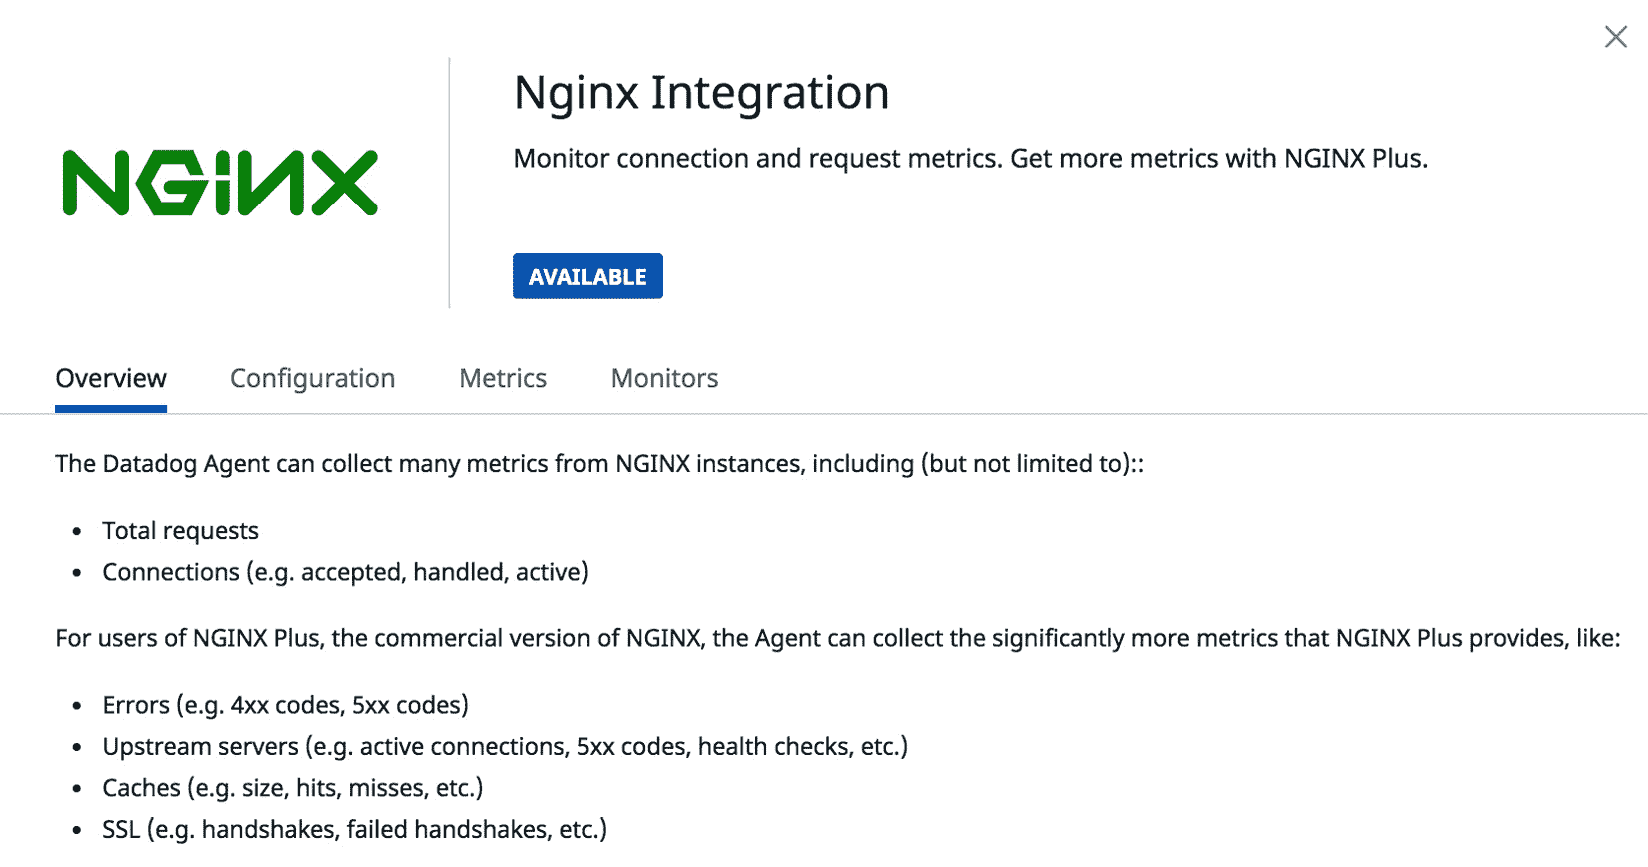 NGINX
Nginx Integration
Monitor connection and request metrics. Get more metrics with NGINX Plus.
AVAILABLE
Overview Configuration Metrics Monitors
The Datadog Agent can collect many metrics from NGINX instances, including (but not limited to)::
• Total requests
• Connections (e.g. accepted, handled, active)
For users of NGINX Plus, the commercial version of NGINX, the Agent can collect the significantly more metrics that NGINX Plus provides, like:
• Errors (e.g. 4xx codes, 5xx codes)
• Upstream servers (e.g. active connections, 5xx codes, health checks, etc.)
• Caches (e.g. size, hits, misses, etc.)
• SSL (e.g. handshakes, failed handshakes, etc.)